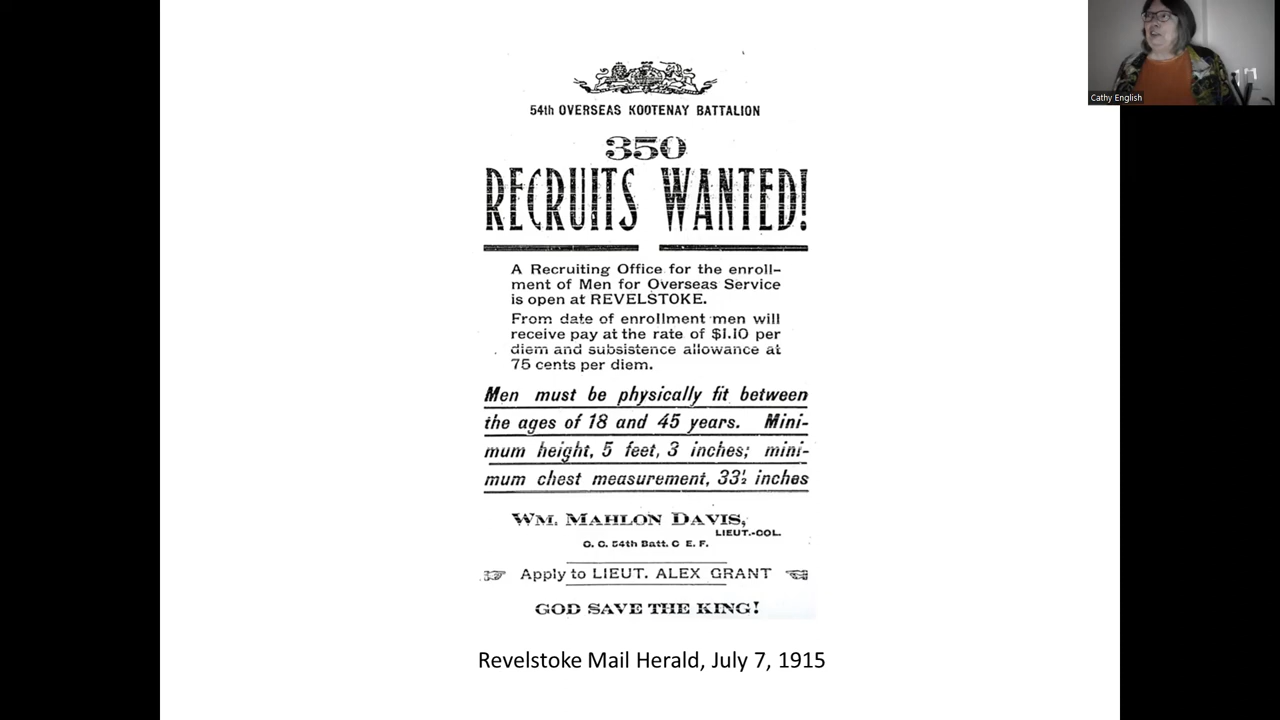 54th OVERSEAS KOOTENAY BATTALION
350
RECRUITS WANTED!
A Recruiting Office for the enroll-
ment of Men for Overseas Service
is open at REVELSTOKE.
From date of enrollment men will
receive pay at the rate of $1.10 per
diem and subsistence allowance at
75 cents per diem.
Men must be physically fit between
the ages of 18 and 45 years. Mini-
mum height, 5 feet, 3 inches; mini-
mum chest measurement, 33½ inches
WM. MAHLON DAVIS,
LIEUT.-COL.
O. C. 54th Batt. C E. F.
Apply to LIEUT. ALEX GRANT
GOD SAVE THE KING!
Revelstoke Mail Herald, July 7, 1915
Cathy English